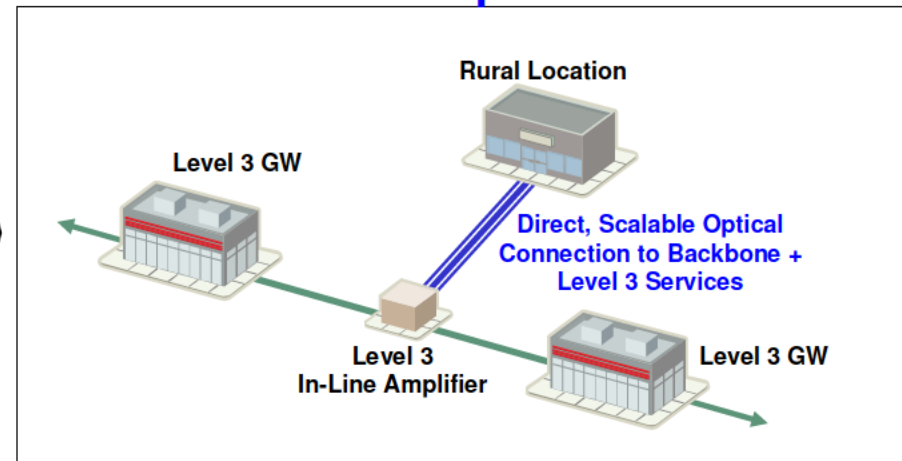 Rural Location
Level 3 GW
Direct, Scalable Optical
Connection to Backbone +
Level 3 Services
Level 3
In-Line Amplifier
Level 3 GW